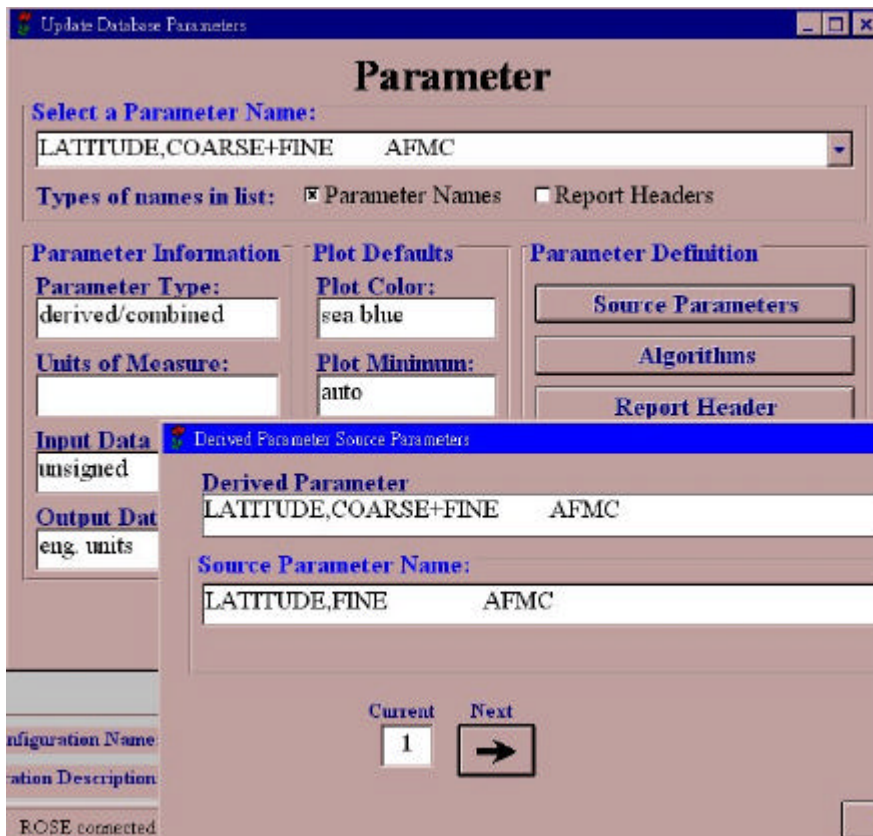 Update Database Parameters
Parameter
Select a Parameter Name:
LATITUDE,COARSE+FINE AFMC
Types of names in list: Parameter Names Report Headers
Parameter Information
Parameter Type:
derived/combined
Units of Measure:
Input Data
unsigned
Output Dat
eng. units
Plot Defaults
Plot Color:
sea blue
Plot Minimum:
auto
Parameter Definition
Source Parameters
Algorithms
Report Header
Derived Parameter Source Parameters
Derived Parameter
LATITUDE,COARSE+FINE AFMC
Source Parameter Name:
LATITUDE,FINE AFMC
Current Next
1
nfiguration Name:
ration Description:
ROSE connected